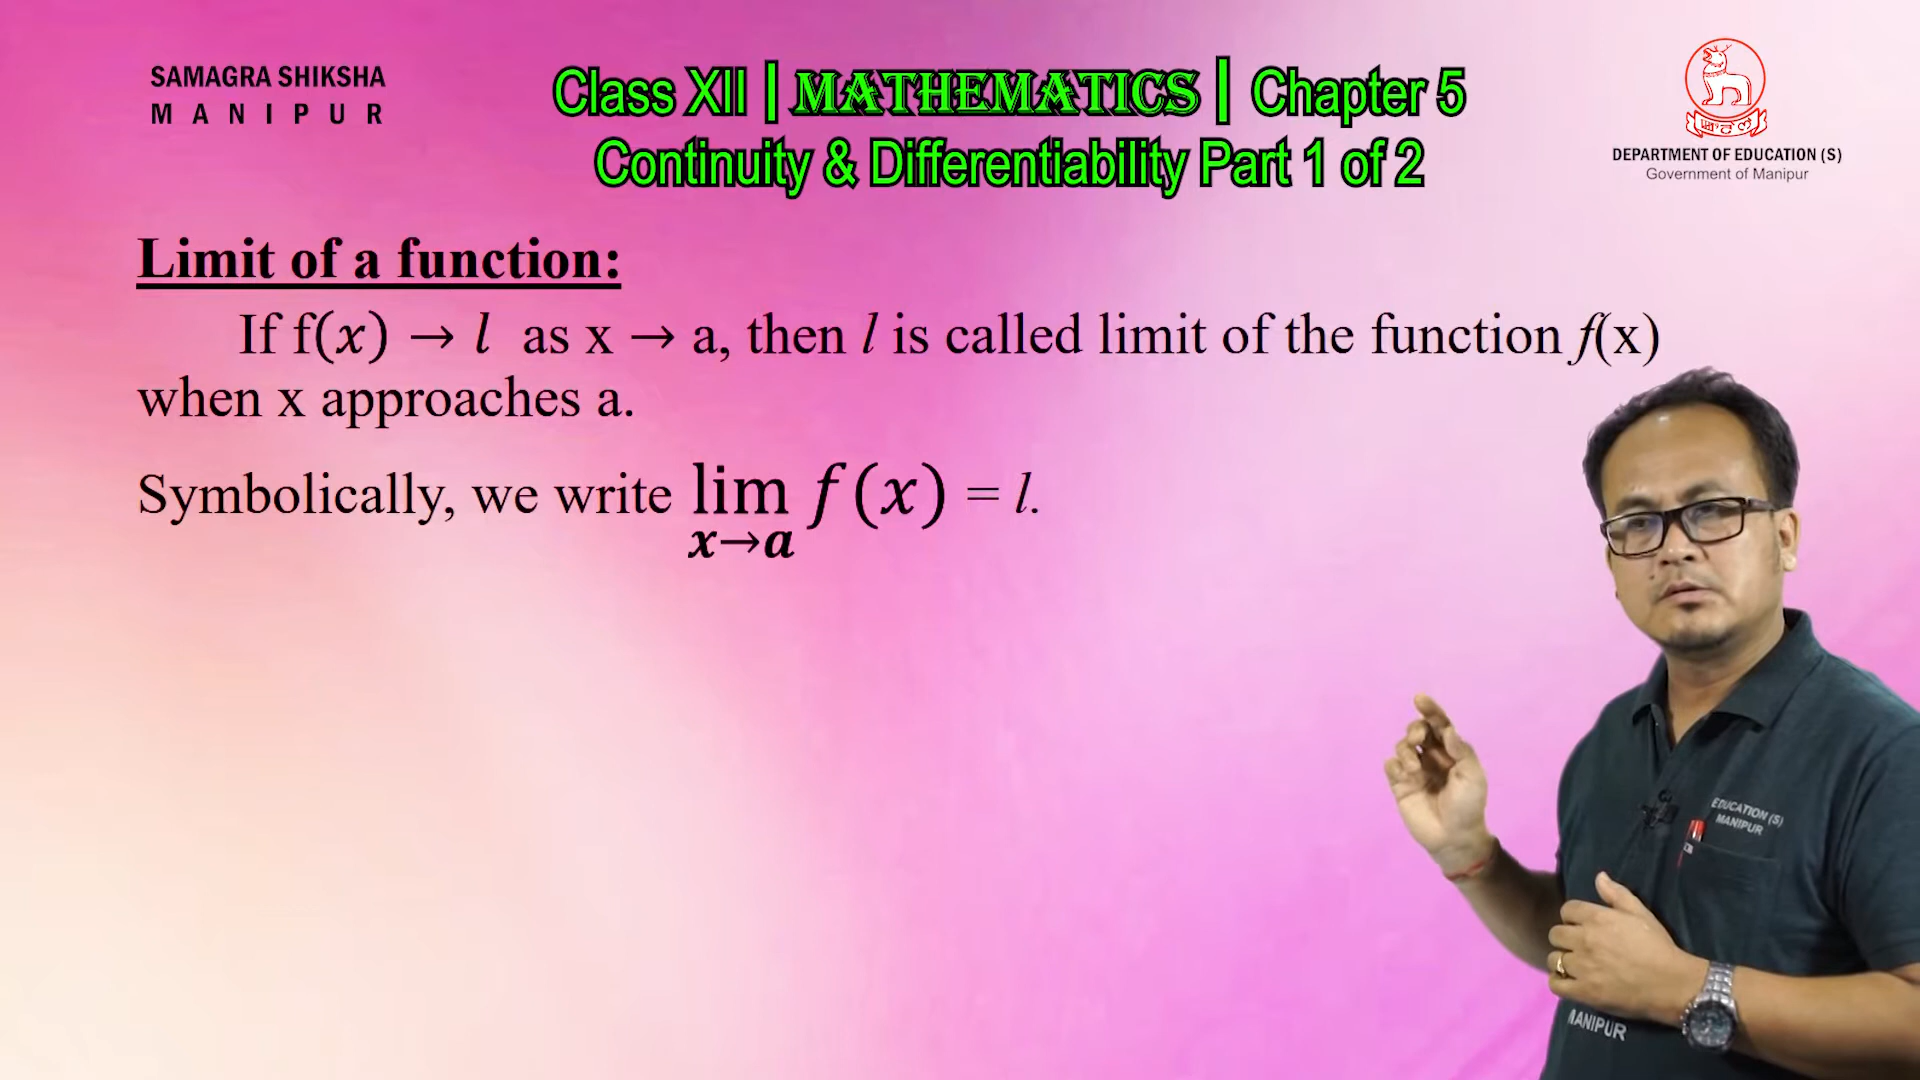 SAMAGRA SHIKSHA
MANIPUR
Class XII | MATHEMATICS | Chapter 5
Continuity & Differentiability Part 1 of 2
DEPARTMENT OF EDUCATION (S)
Government of Manipur
Limit of a function:
If f(x) → l as x → a, then l is called limit of the function f(x)
when x approaches a.
Symbolically, we write lim f(x) = l.
x→a
EDUCATION (S)
MANIPUR
MANIPUR